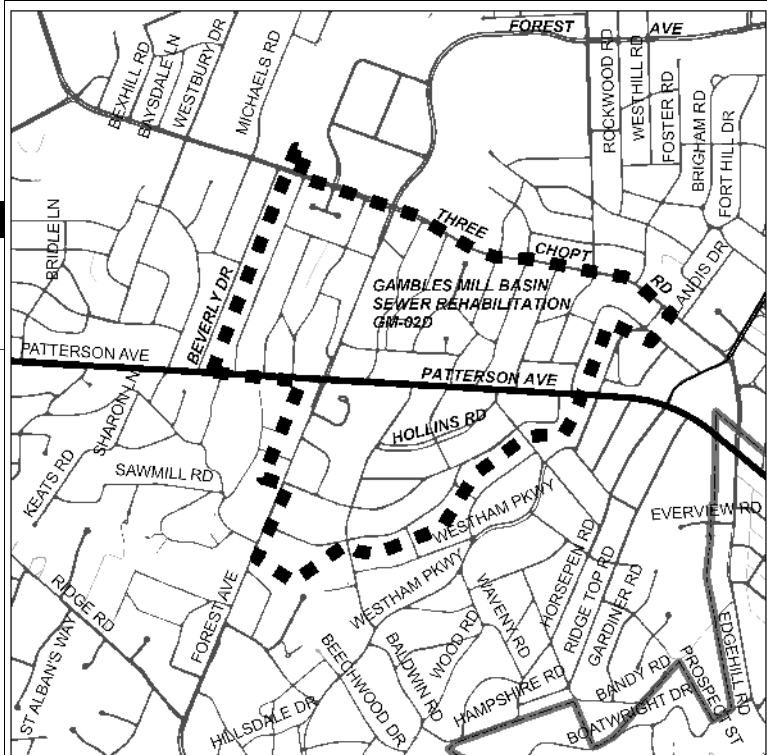 FOREST AVE
BEXHILL RD
BAYSDALE LN
WESTBURY DR
MICHAELS RD
ROCKWOOD RD
WESTHILL RD
FOSTER RD
BRIGHAM RD
FORT HILL DR
BRIDLE LN
THREE CHOPT RD
ANDIS DR
GAMBLES MILL BASIN
SEWER REHABILITATION
GM-02D
BEVERLY DR
PATTERSON AVE
PATTERSON AVE
SHARON LN
HOLLINS RD
KEATS RD
SAWMILL RD
WESTHAM PKWY
EVERVIEW RD
WESTHAM PKWY
HORSEPEN RD
RIDGE TOP RD
GARDINER RD
WAVENY RD
RIDGE RD
FOREST AVE
ST ALBAN'S WAY
HILLSDALE DR
BEECHWOOD DR
BALDWIN RD
WOOD RD
HAMPSHIRE RD
BANDY RD
BOATWRIGHT DR
PROSPECT ST
EDGEHILL RD